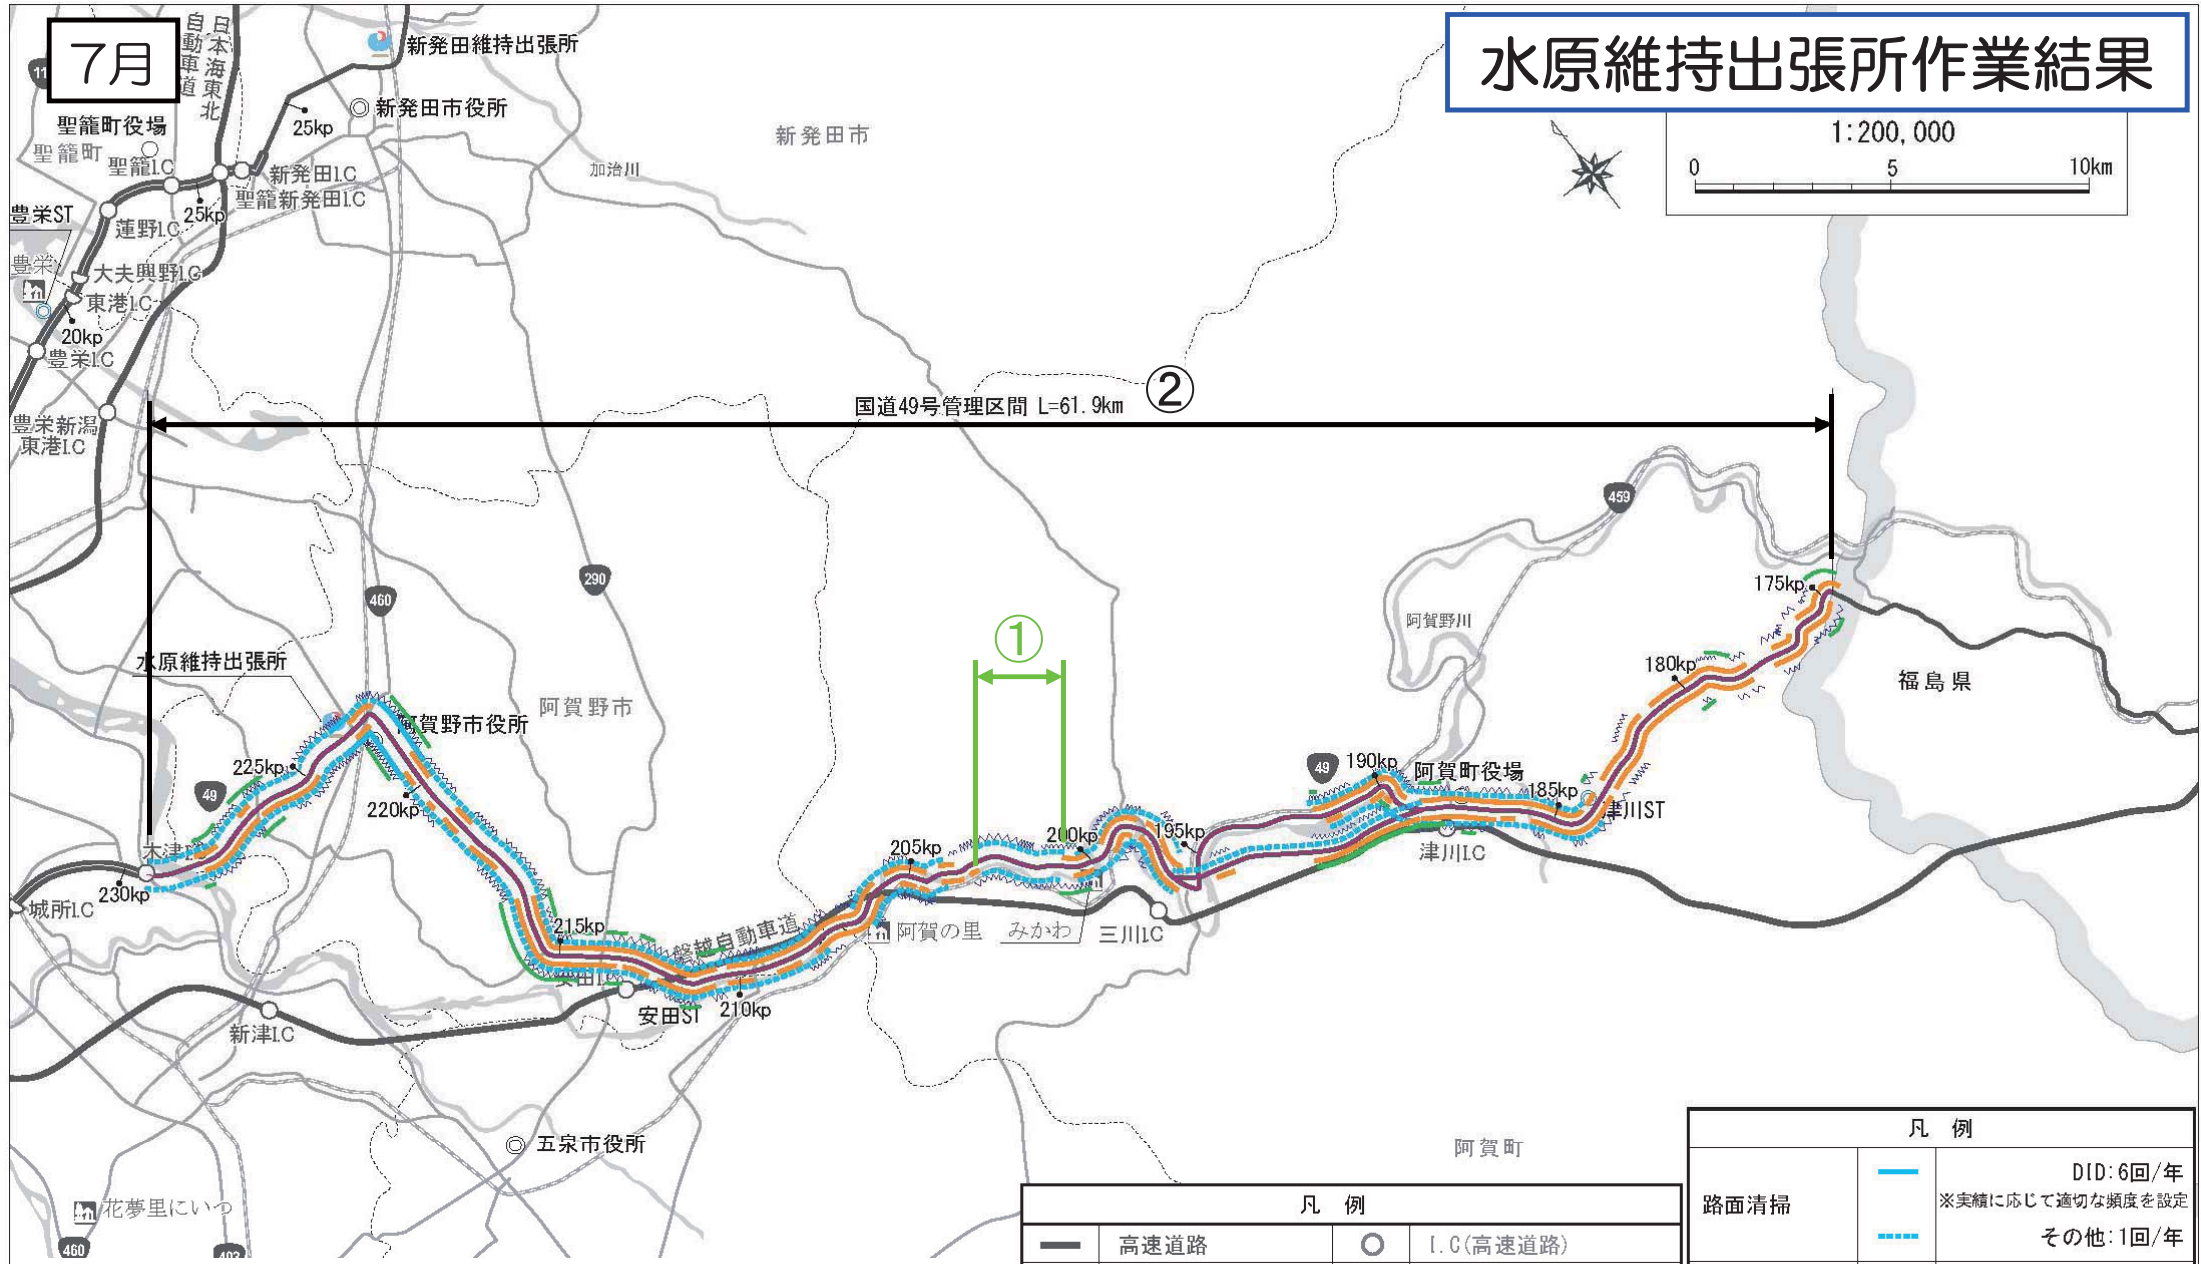 7月
水原維持出張所作業結果
1:200,000
0 5 10km
日本海東北
自動車道
新発田維持出張所
新発田市役所
25kp
聖籠町役場
聖籠町
聖籠I.C
新発田I.C
聖籠新発田I.C
25kp
新発田市
加治川
豊栄ST
蓮野I.C
豊栄
大夫興野I.C
東港I.C
20kp
豊栄I.C
豊栄新潟
東港I.C
国道49号管理区間 L=61.9km
②
459
290
460
175kp
①
阿賀野川
水原維持出張所
180kp
福島県
阿賀野市
阿賀野市役所
225kp
49
220kp
49
190kp
阿賀町役場
185kp
津川ST
木津I.C
205kp
200kp
195kp
津川I.C
230kp
城所I.C
215kp
磐越自動車道
阿賀の里
みかわ
三川I.C
安田I.C
安田ST
210kp
新津I.C
五泉市役所
阿賀町
花夢里にいつ
460
403
凡 例
高速道路
I.C(高速道路)
凡 例
路面清掃
DID:6回/年
※実績に応じて適切な頻度を設定
その他:1回/年